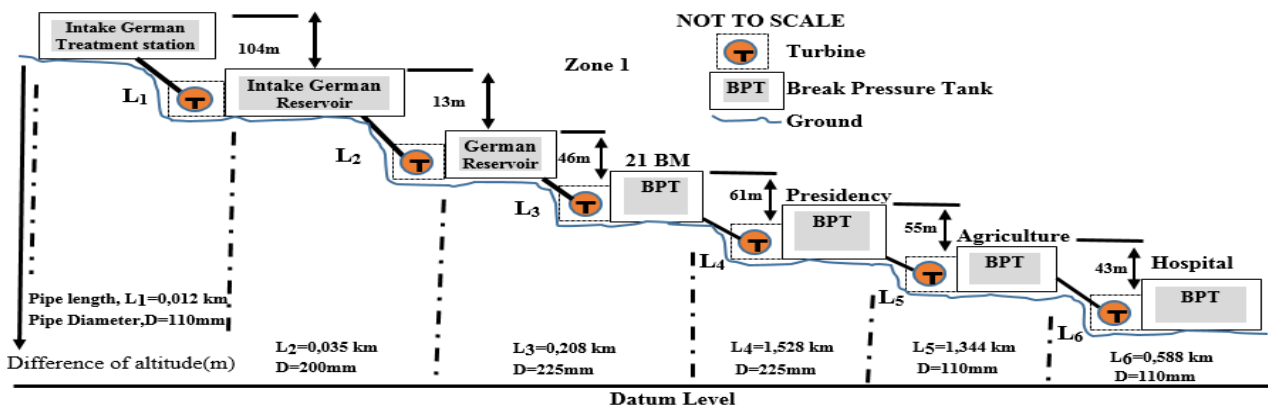 Intake German
Treatment station
104m
NOT TO SCALE
Turbine
Zone 1
BPT
Break Pressure Tank
Ground
L1
Intake German
Reservoir
13m
L2
German
Reservoir
46m
21 BM
BPT
L3
61m
Presidency
BPT
L4
55m
Agriculture
BPT
L5
43m
Hospital
BPT
L6
Pipe length, L1=0,012 km
Pipe Diameter,D=110mm
Difference of altitude(m)
L2=0,035 km
D=200mm
L3=0,208 km
D=225mm
L4=1,528 km
D=225mm
L5=1,344 km
D=110mm
L6=0,588 km
D=110mm
Datum Level